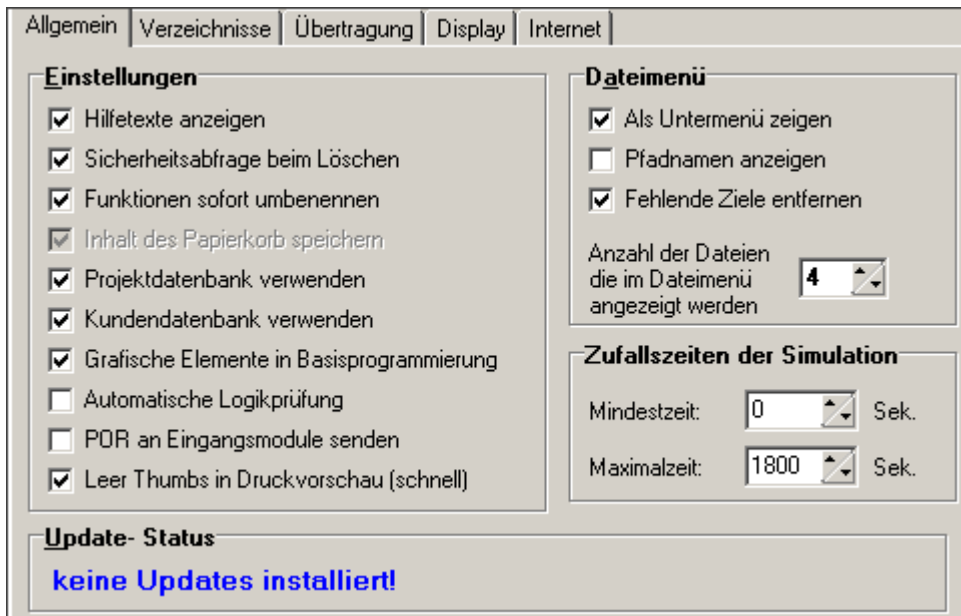 Allgemein
Verzeichnisse
Übertragung
Display
Internet
Einstellungen
Hilfetexte anzeigen
Sicherheitsabfrage beim Löschen
Funktionen sofort umbenennen
Inhalt des Papierkorb speichern
Projektdatenbank verwenden
Kundendatenbank verwenden
Grafische Elemente in Basisprogrammierung
Automatische Logikprüfung
POR an Eingangsmodule senden
Leer Thumbs in Druckvorschau (schnell)
Dateimenü
Als Untermenü zeigen
Pfadnamen anzeigen
Fehlende Ziele entfernen
Anzahl der Dateien
die im Dateimenü
angezeigt werden
4
Zufallszeiten der Simulation
Mindestzeit: 0 Sek.
Maximalzeit: 1800 Sek.
Update- Status
keine Updates installiert!